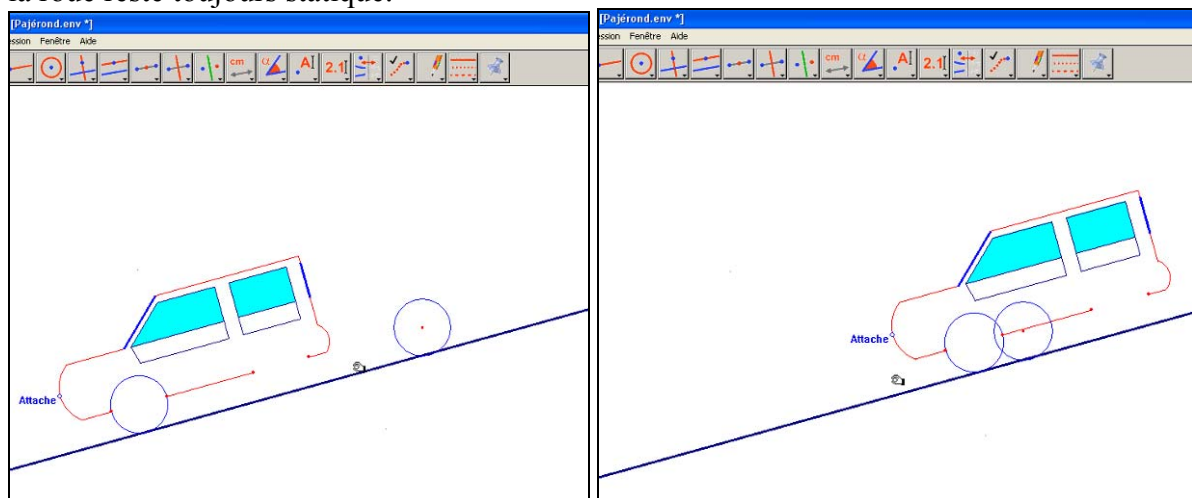 la roue reste toujours statique.
[Pajérond.env *]
ession Fenêtre Aide
cm
A
2.1
Attache
[Pajérond.env *]
ssion Fenêtre Aide
cm
A
2.1
Attache